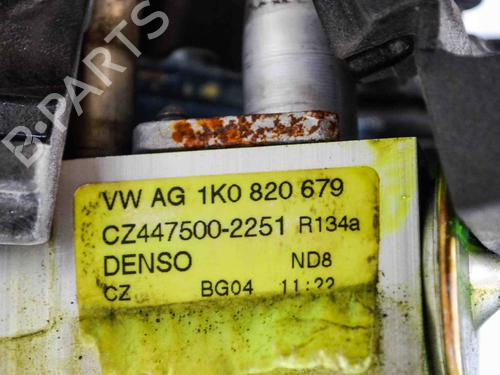 B-PARTS
VW AG 1K0 820 679
CZ447500-2251 R134a
DENSO ND8
CZ BG04 11:22